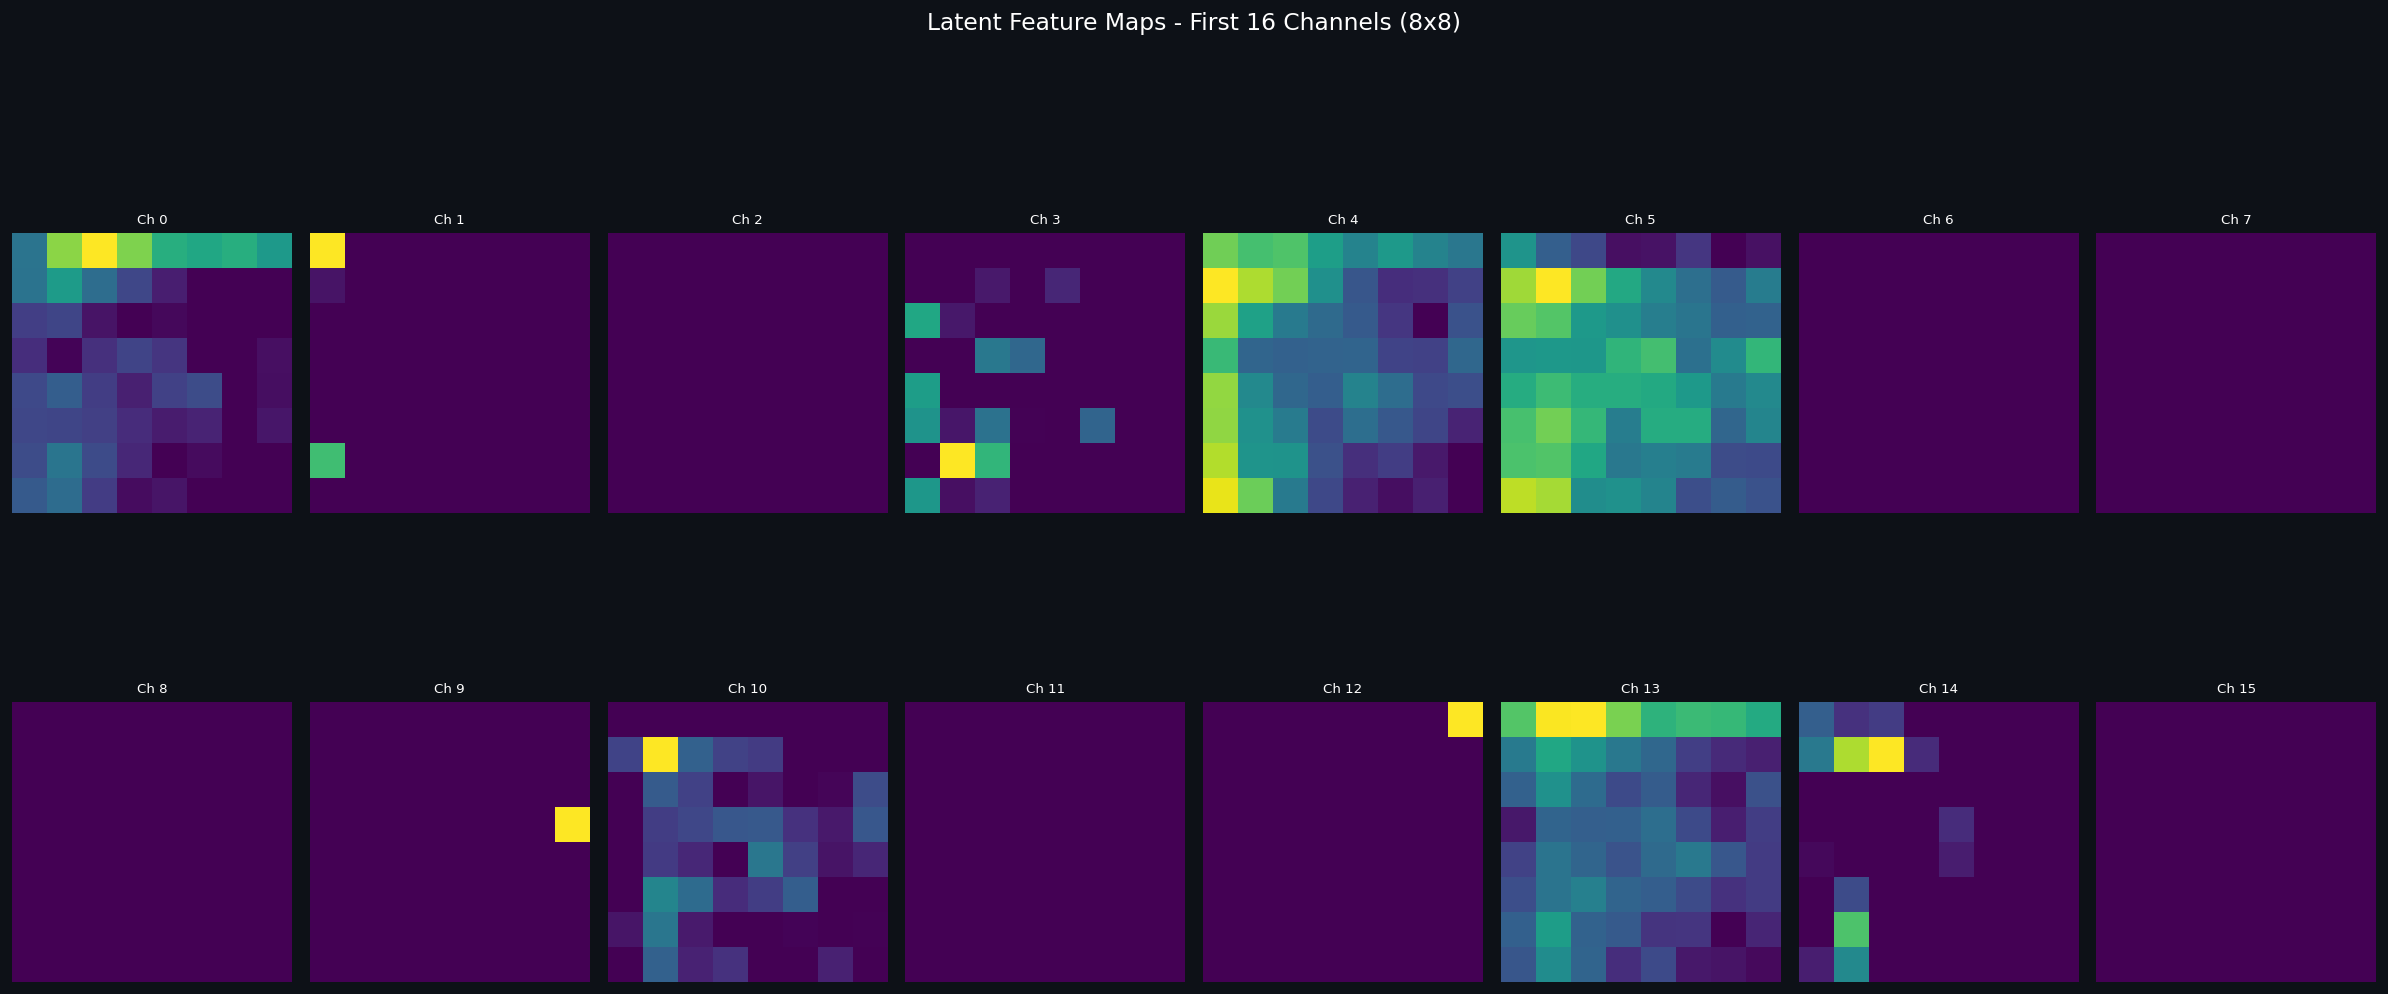 Latent Feature Maps - First 16 Channels (8x8)
Ch 0 Ch 1 Ch 2 Ch 3 Ch 4 Ch 5 Ch 6 Ch 7
Ch 8 Ch 9 Ch 10 Ch 11 Ch 12 Ch 13 Ch 14 Ch 15